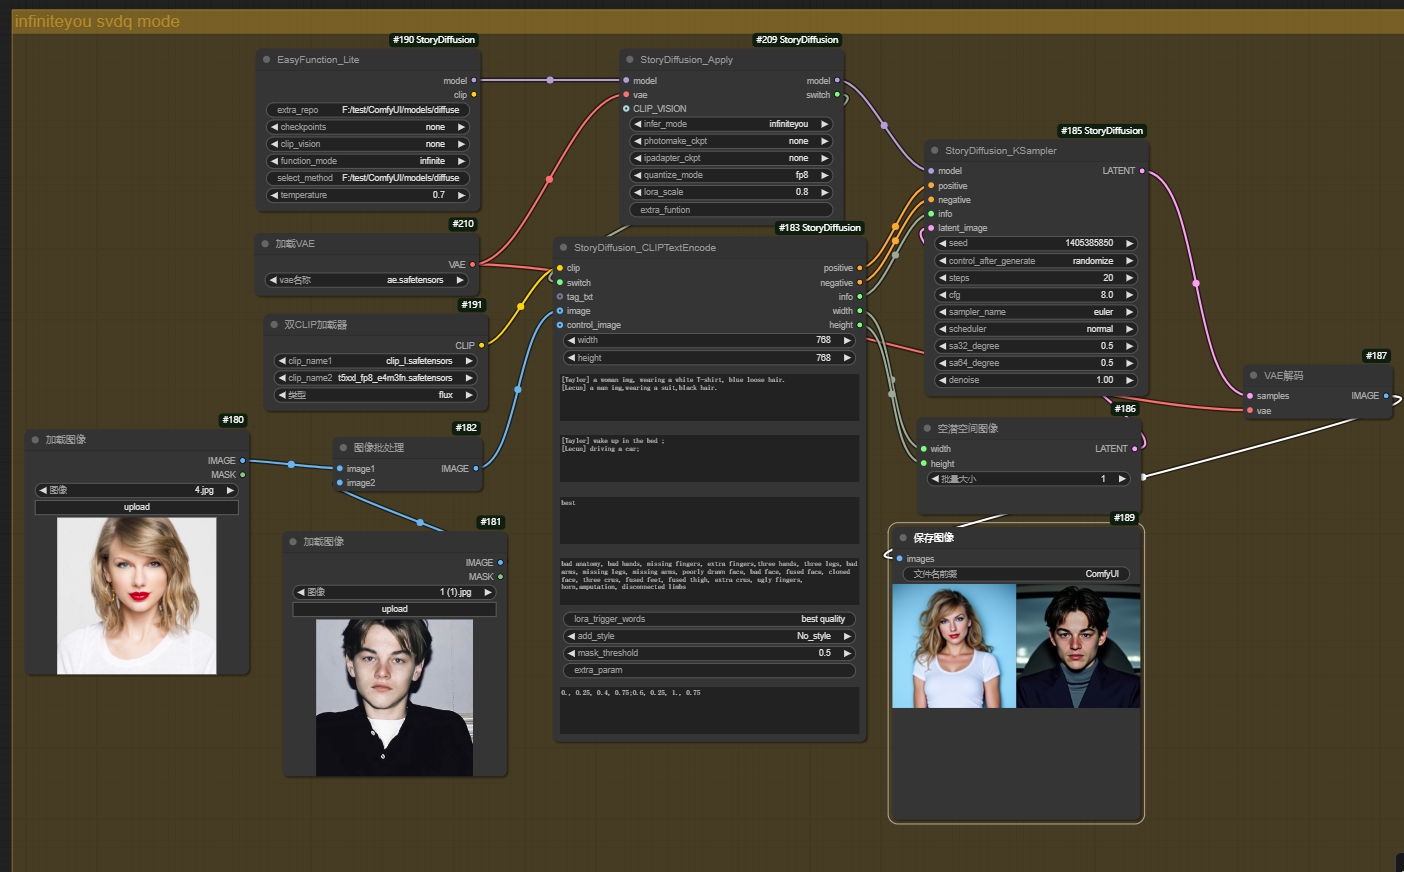 infiniteyou svdq mode
#190 StoryDiffusion
EasyFunction_Lite
model
clip
extra_repo F:/test/ComfyUI/models/diffuse
checkpoints none
clip_vision none
function_mode infinite
select_method F:/test/ComfyUI/models/diffuse
temperature 0.7
#209 StoryDiffusion
StoryDiffusion_Apply
model model
vae switch
CLIP_VISION
infer_mode infiniteyou
photomake_ckpt none
ipadapter_ckpt none
quantize_mode fp8
lora_scale 0.8
extra_funtion
#185 StoryDiffusion
StoryDiffusion_KSampler
model LATENT
positive
negative
info
latent_image
seed 1405385850
control_after_generate randomize
steps 20
cfg 8.0
sampler_name euler
scheduler normal
sa32_degree 0.5
sa64_degree 0.5
denoise 1.00
#210
加载VAE
VAE
vae名称 ae.safetensors
#191
双CLIP加载器
CLIP
clip_name1 clip_l.safetensors
clip_name2 t5xxl_fp8_e4m3fn.safetensors
类型 flux
#183 StoryDiffusion
StoryDiffusion_CLIPTextEncode
clip positive
switch negative
tag_txt info
image width
control_image height
width 768
height 768
[Taylor] a woman img, wearing a white T-shirt, blue loose hair.
[Lecus] a man img,wearing a suit,black hair.
[Taylor] wake up in the bed ;
[Lecus] driving a car;
best
bad anatomy, bad hands, missing fingers, extra fingers,three hands, three legs, bad
arms, missing legs, missing arms, poorly drawn face, bad face, fused face, cloned
face, three crus, fused feet, fused thigh, extra crus, ugly fingers,
horn,amputation, disconnected limbs
lora_trigger_words best quality
add_style No_style
mask_threshold 0.5
extra_param
0., 0.25, 0.4, 0.75;0.6, 0.25, 1., 0.75
#187
VAE解码
samples IMAGE
vae
#186
空潜空间图像
width LATENT
height
批量大小 1
#180
加载图像
IMAGE
MASK
图像 4.jpg
upload
#182
图像批处理
image1 IMAGE
image2
#181
加载图像
IMAGE
MASK
图像 1 (1).jpg
upload
#189
保存图像
images
文件名前缀 ComfyUI